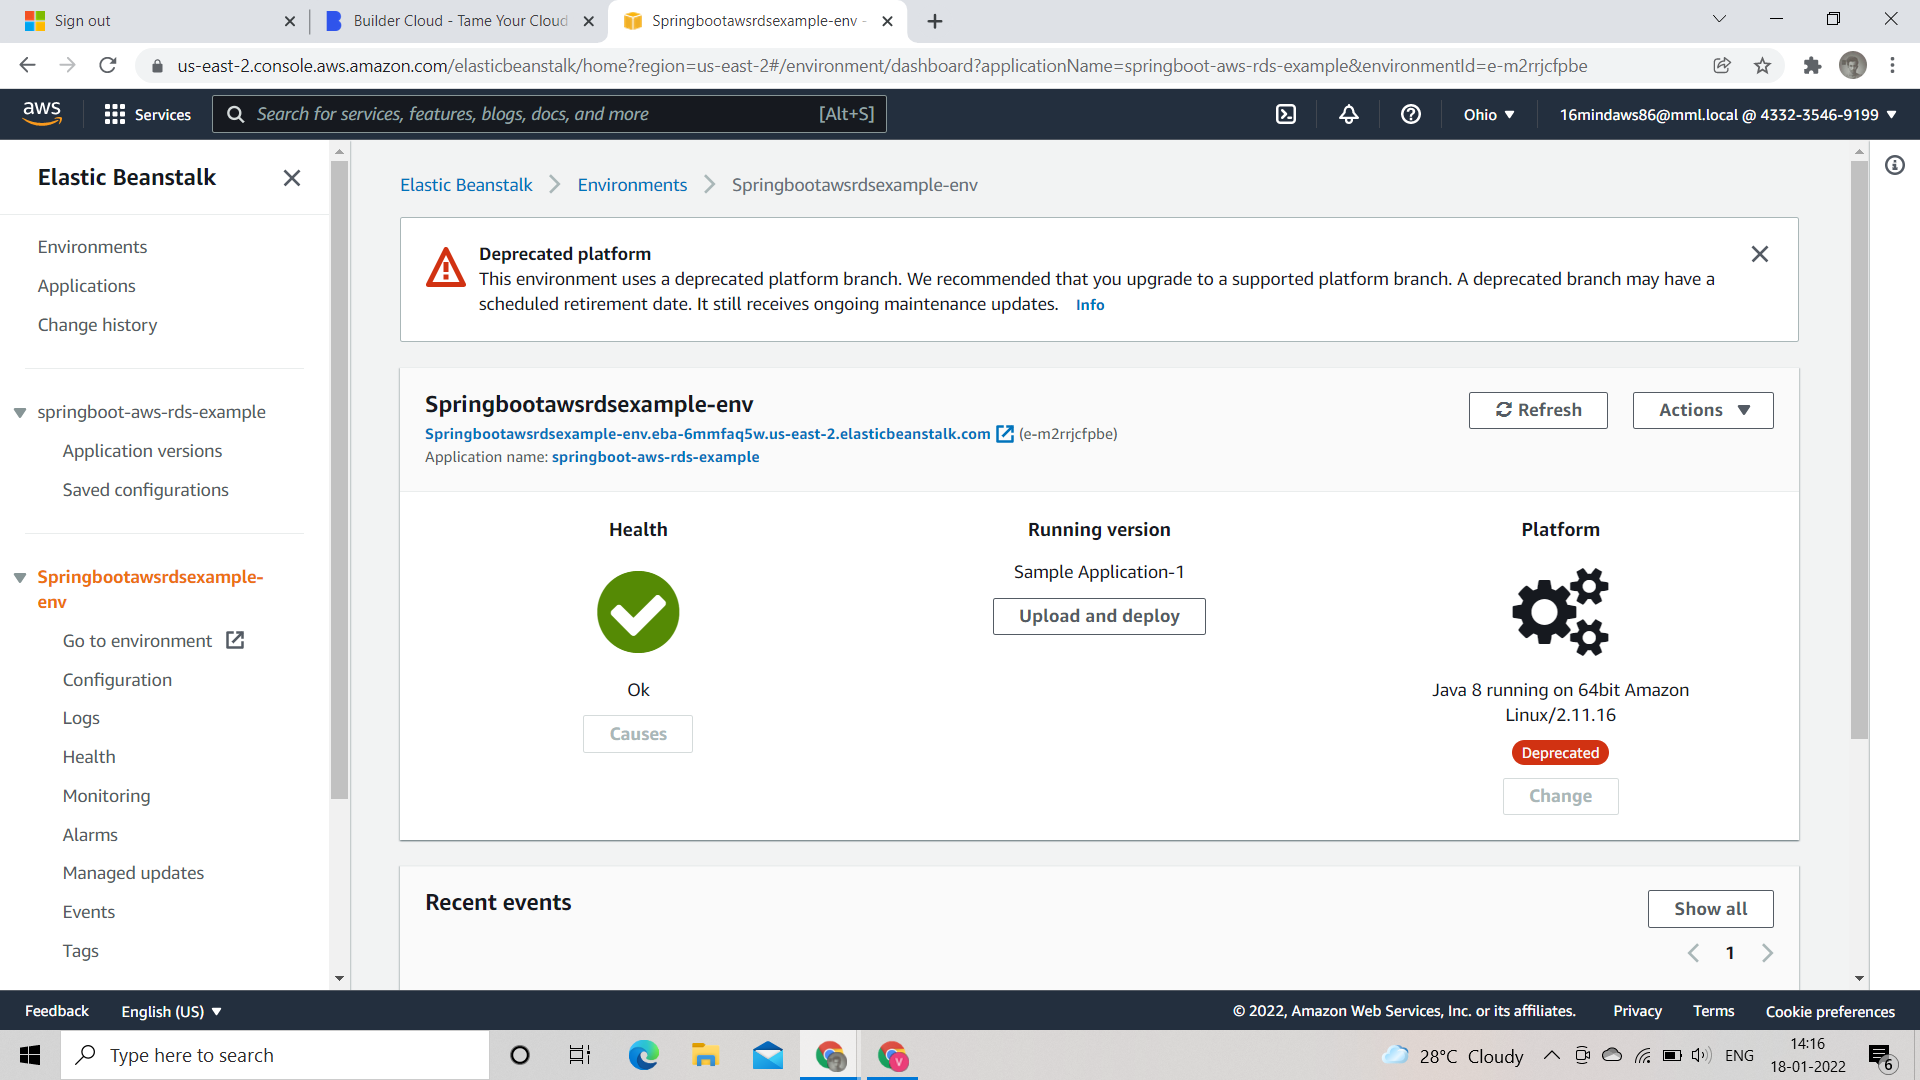 Sign out
Builder Cloud - Tame Your Cloud
Springbootawsrdsexample-env -
us-east-2.console.aws.amazon.com/elasticbeanstalk/home?region=us-east-2#/environment/dashboard?applicationName=springboot-aws-rds-example&environmentId=e-m2rrjcfpbe
aws
Services
Search for services, features, blogs, docs, and more
[Alt+S]
Ohio
16mindaws86@mml.local @ 4332-3546-9199
Elastic Beanstalk
Environments
Applications
Change history
springboot-aws-rds-example
Application versions
Saved configurations
Springbootawsrdsexample-
env
Go to environment
Configuration
Logs
Health
Monitoring
Alarms
Managed updates
Events
Tags
Elastic Beanstalk
Environments
Springbootawsrdsexample-env
Deprecated platform
This environment uses a deprecated platform branch. We recommended that you upgrade to a supported platform branch. A deprecated branch may have a
scheduled retirement date. It still receives ongoing maintenance updates. Info
Springbootawsrdsexample-env
Springbootawsrdsexample-env.eba-6mmfaq5w.us-east-2.elasticbeanstalk.com (e-m2rrjcfpbe)
Application name: springboot-aws-rds-example
Refresh
Actions
Health
Ok
Causes
Running version
Sample Application-1
Upload and deploy
Platform
Java 8 running on 64bit Amazon
Linux/2.11.16
Deprecated
Change
Recent events
Show all
1
Feedback
English (US)
© 2022, Amazon Web Services, Inc. or its affiliates.
Privacy
Terms
Cookie preferences
Type here to search
V
28°C Cloudy
ENG
14:16
18-01-2022
6